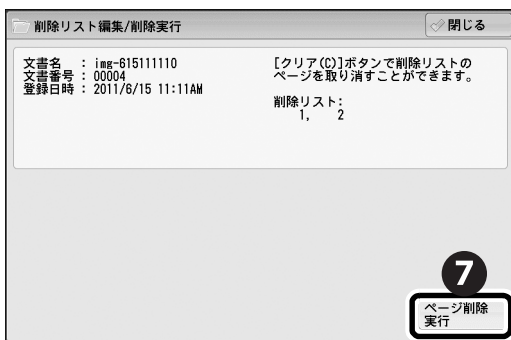 削除リスト編集/削除実行
閉じる
文書名 : img-615111110
文書番号 : 00004
登録日時 : 2011/6/15 11:11AM
[クリア(C)]ボタンで削除リストの
ページを取り消すことができます。
削除リスト:
1, 2
7
ページ削除
実行